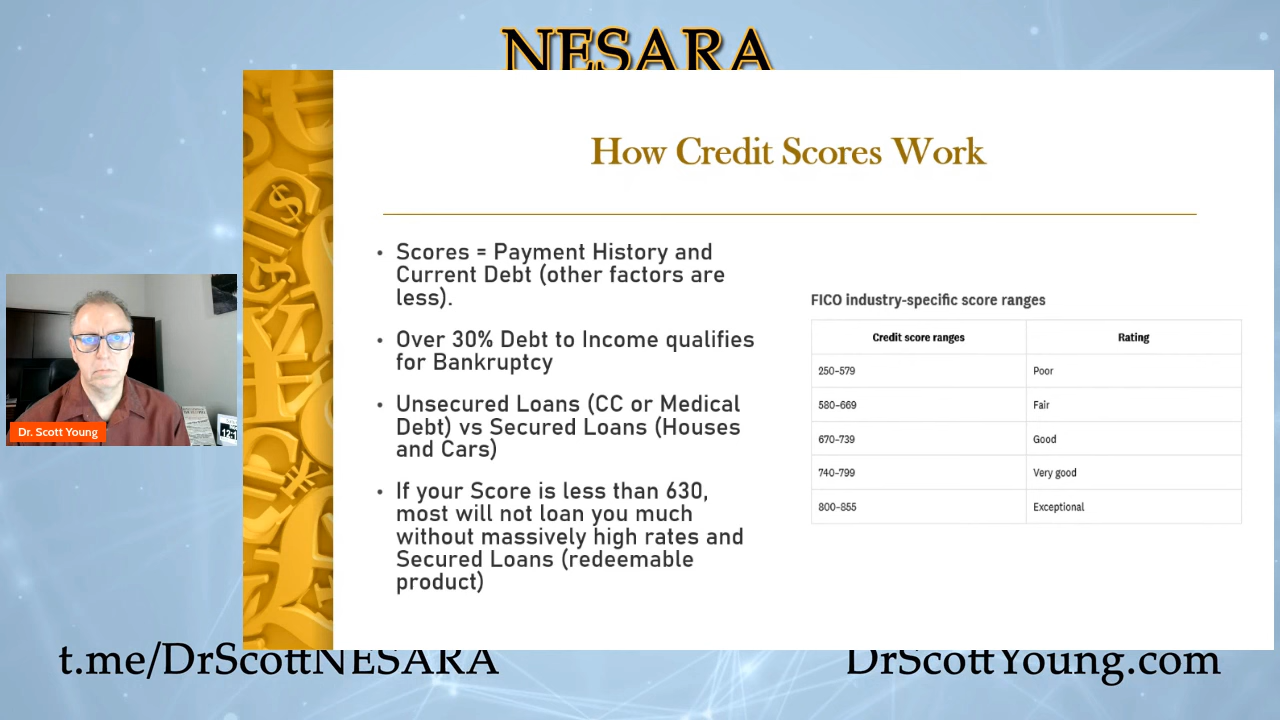 NESARA
How Credit Scores Work
• Scores = Payment History and
Current Debt (other factors are
less).
• Over 30% Debt to Income qualifies
for Bankruptcy
• Unsecured Loans (CC or Medical
Debt) vs Secured Loans (Houses
and Cars)
• If your Score is less than 630,
most will not loan you much
without massively high rates and
Secured Loans (redeemable
product)
FICO industry-specific score ranges
Credit score ranges Rating
250–579 Poor
580–669 Fair
670–739 Good
740–799 Very good
800–855 Exceptional
Dr. Scott Young
t.me/DrScottNESARA
DrScottYoung.com